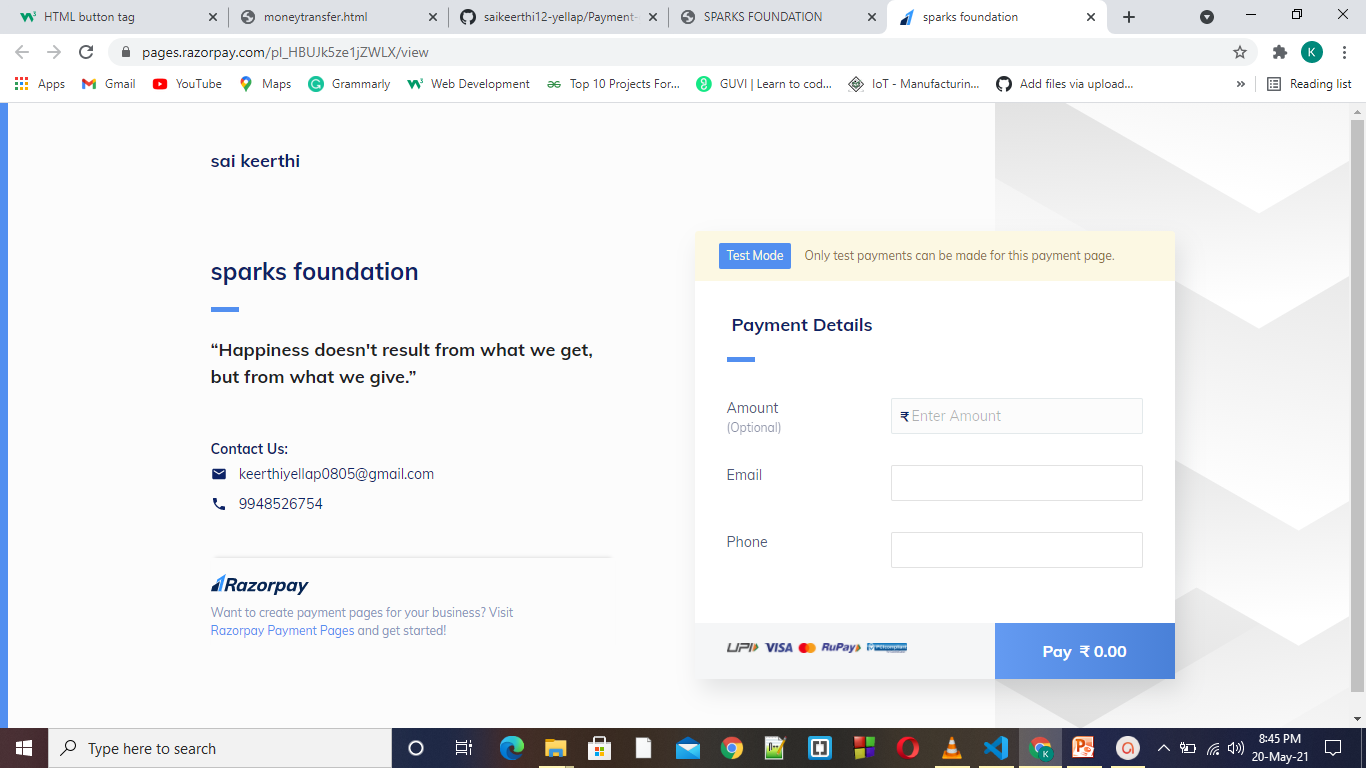 HTML button tag
moneytransfer.html
saikeerthi12-yellap/Payment-
SPARKS FOUNDATION
sparks foundation
pages.razorpay.com/pl_HBUJk5ze1jZWLX/view
K
Apps
Gmail
YouTube
Maps
Grammarly
Web Development
Top 10 Projects For...
GUVI | Learn to cod...
IoT - Manufacturin...
Add files via upload...
»
Reading list
sai keerthi
sparks foundation
“Happiness doesn't result from what we get,
but from what we give.”
Contact Us:
keerthiyellap0805@gmail.com
9948526754
Razorpay
Want to create payment pages for your business? Visit
Razorpay Payment Pages and get started!
Test Mode Only test payments can be made for this payment page.
Payment Details
Amount
(Optional)
₹ Enter Amount
Email
Phone
UPI VISA RuPay
Pay ₹ 0.00
Type here to search
8:45 PM
20-May-21